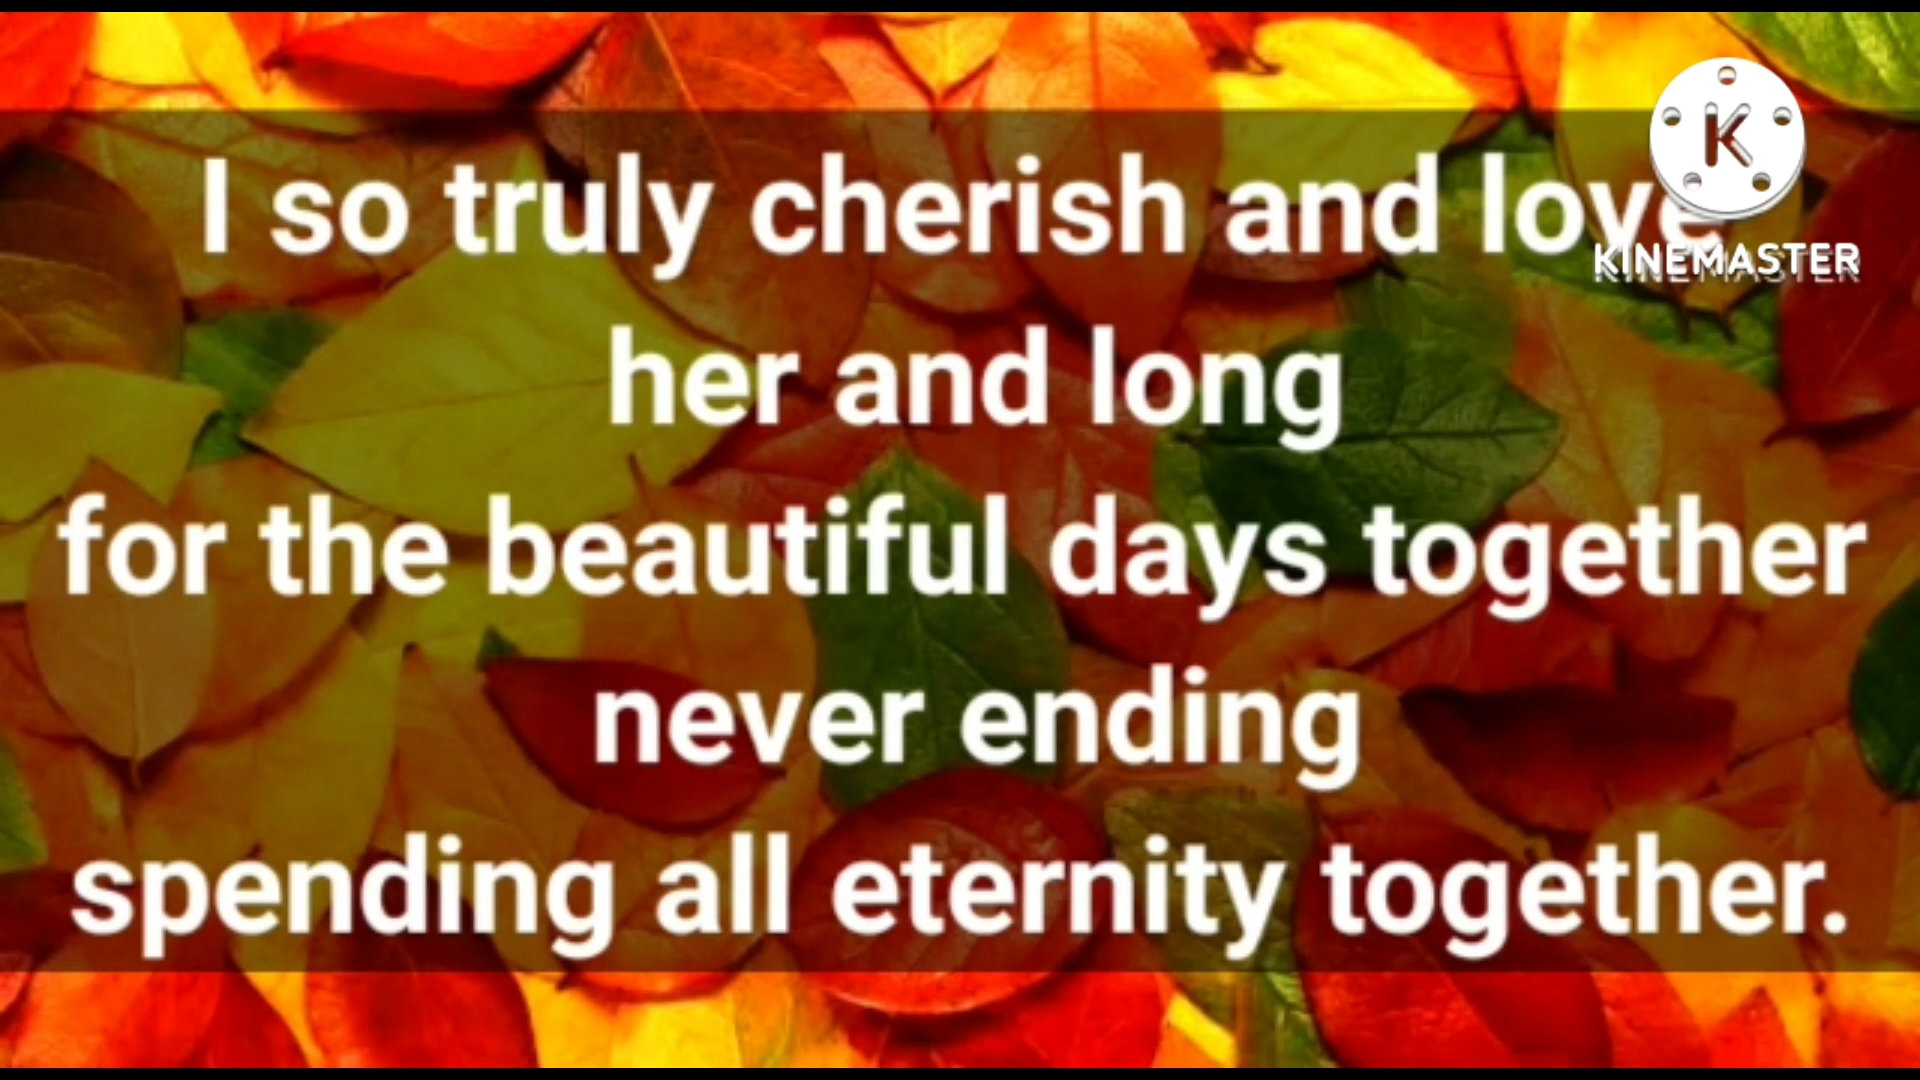 I so truly cherish and love
her and long
for the beautiful days together
never ending
spending all eternity together.
K
KINEMASTER